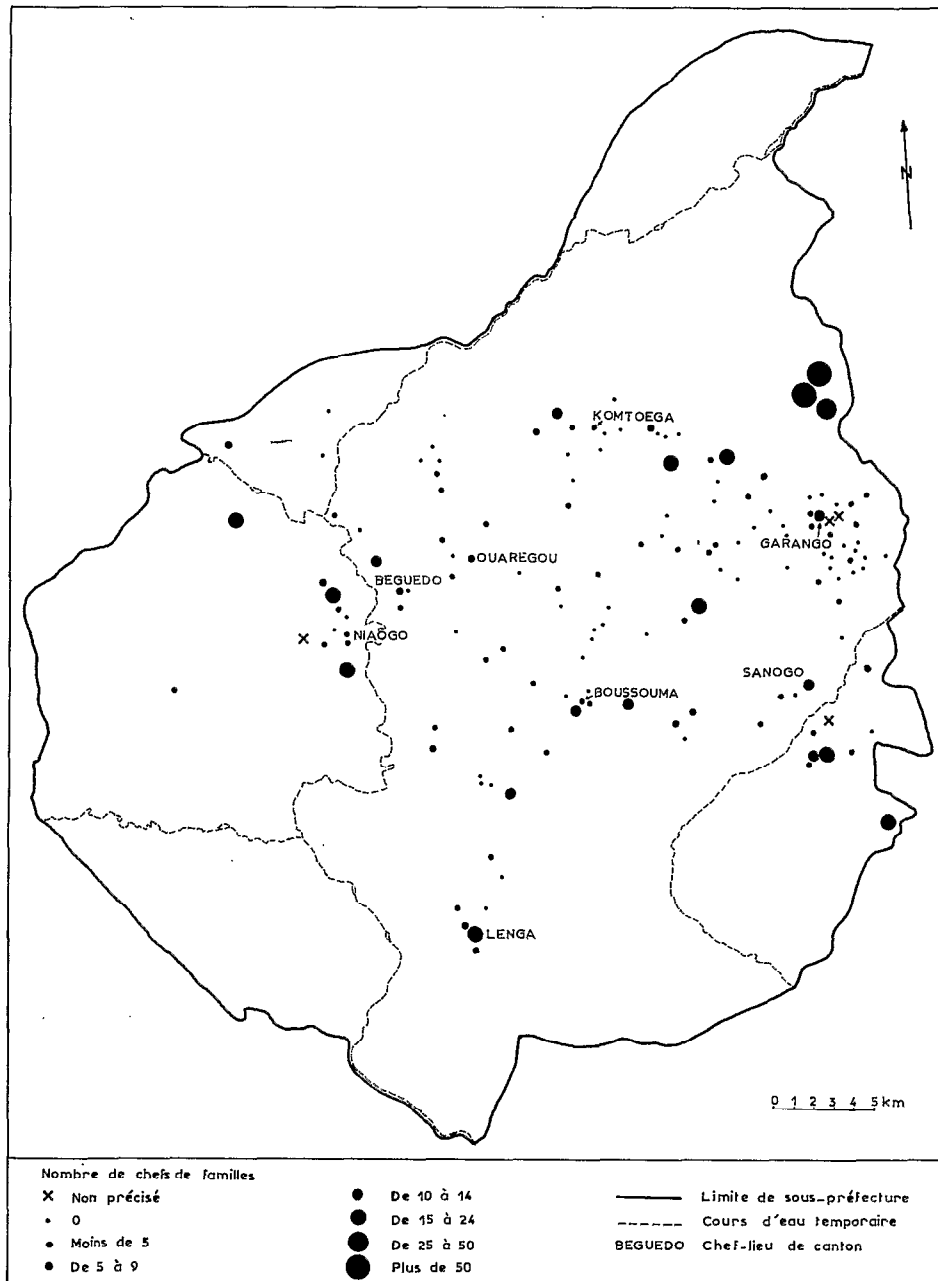 N
KOMTOEGA
GARANGO
OUAREGOU
BEGUEDO
NIAOGO
SANOGO
BOUSSOUMA
LENGA
0 1 2 3 4 5 km
Nombre de chefs de familles
Non précisé
0
Moins de 5
De 5 à 9
De 10 à 14
De 15 à 24
De 25 à 50
Plus de 50
Limite de sous-préfecture
Cours d'eau temporaire
BEGUEDO Chef-lieu de canton